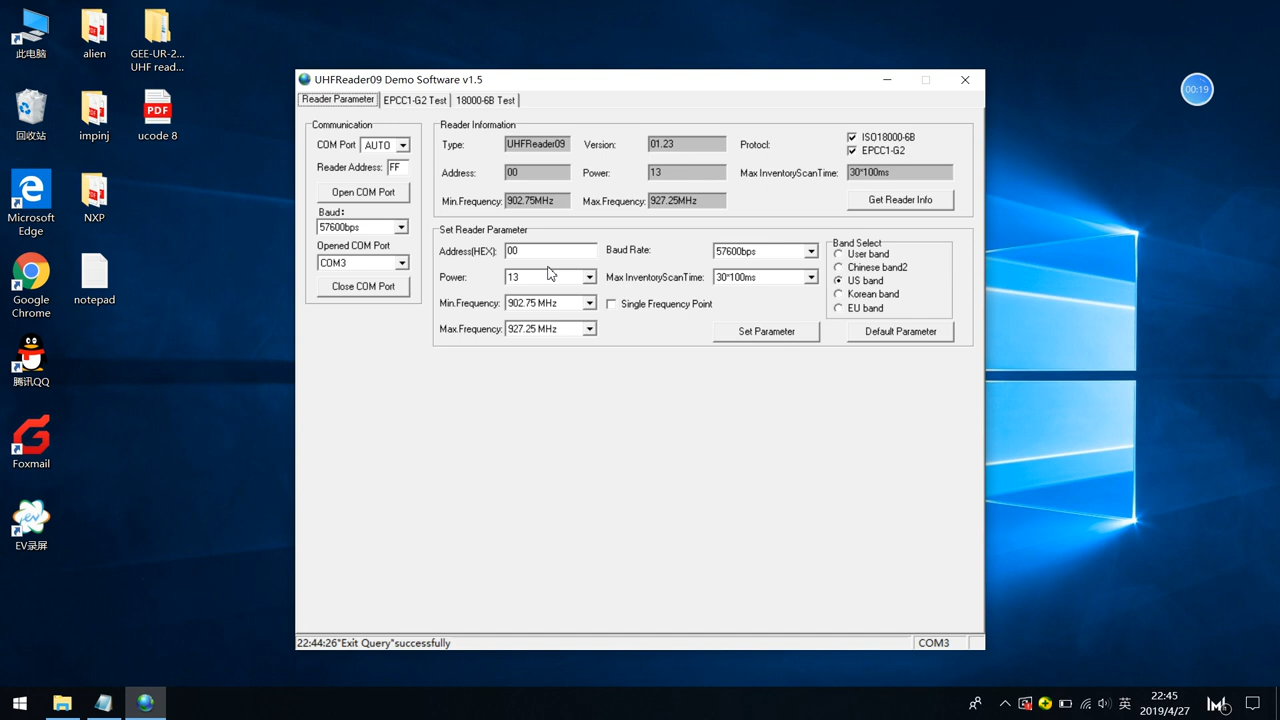 此电脑
alien
GEE-UR-2...
UHF read...
回收站
impinj
PDF
ucode 8
Microsoft
Edge
NXP
Google
Chrome
notepad
腾讯QQ
Foxmail
EV录屏
00:19
UHFReader09 Demo Software v1.5
Reader Parameter EPCC1-G2 Test 18000-6B Test
Communication
COM Port AUTO
Reader Address: FF
Open COM Port
Baud:
57600bps
Opened COM Port
COM3
Close COM Port
Reader Information
Type: UHFReader09 Version: 01.23 Protocl: ISO18000-6B
EPCC1-G2
Address: 00 Power: 13 Max InventoryScanTime: 30*100ms
Min.Frequency: 902.75MHz Max.Frequency: 927.25MHz Get Reader Info
Set Reader Parameter
Address(HEX): 00 Baud Rate: 57600bps
Power: 13 Max InventoryScanTime: 30*100ms
Min.Frequency: 902.75 MHz Single Frequency Point
Max.Frequency: 927.25 MHz Set Parameter Default Parameter
Band Select
User band
Chinese band2
US band
Korean band
EU band
22:44:26"Exit Query"successfully COM3
英
22:45
2019/4/27